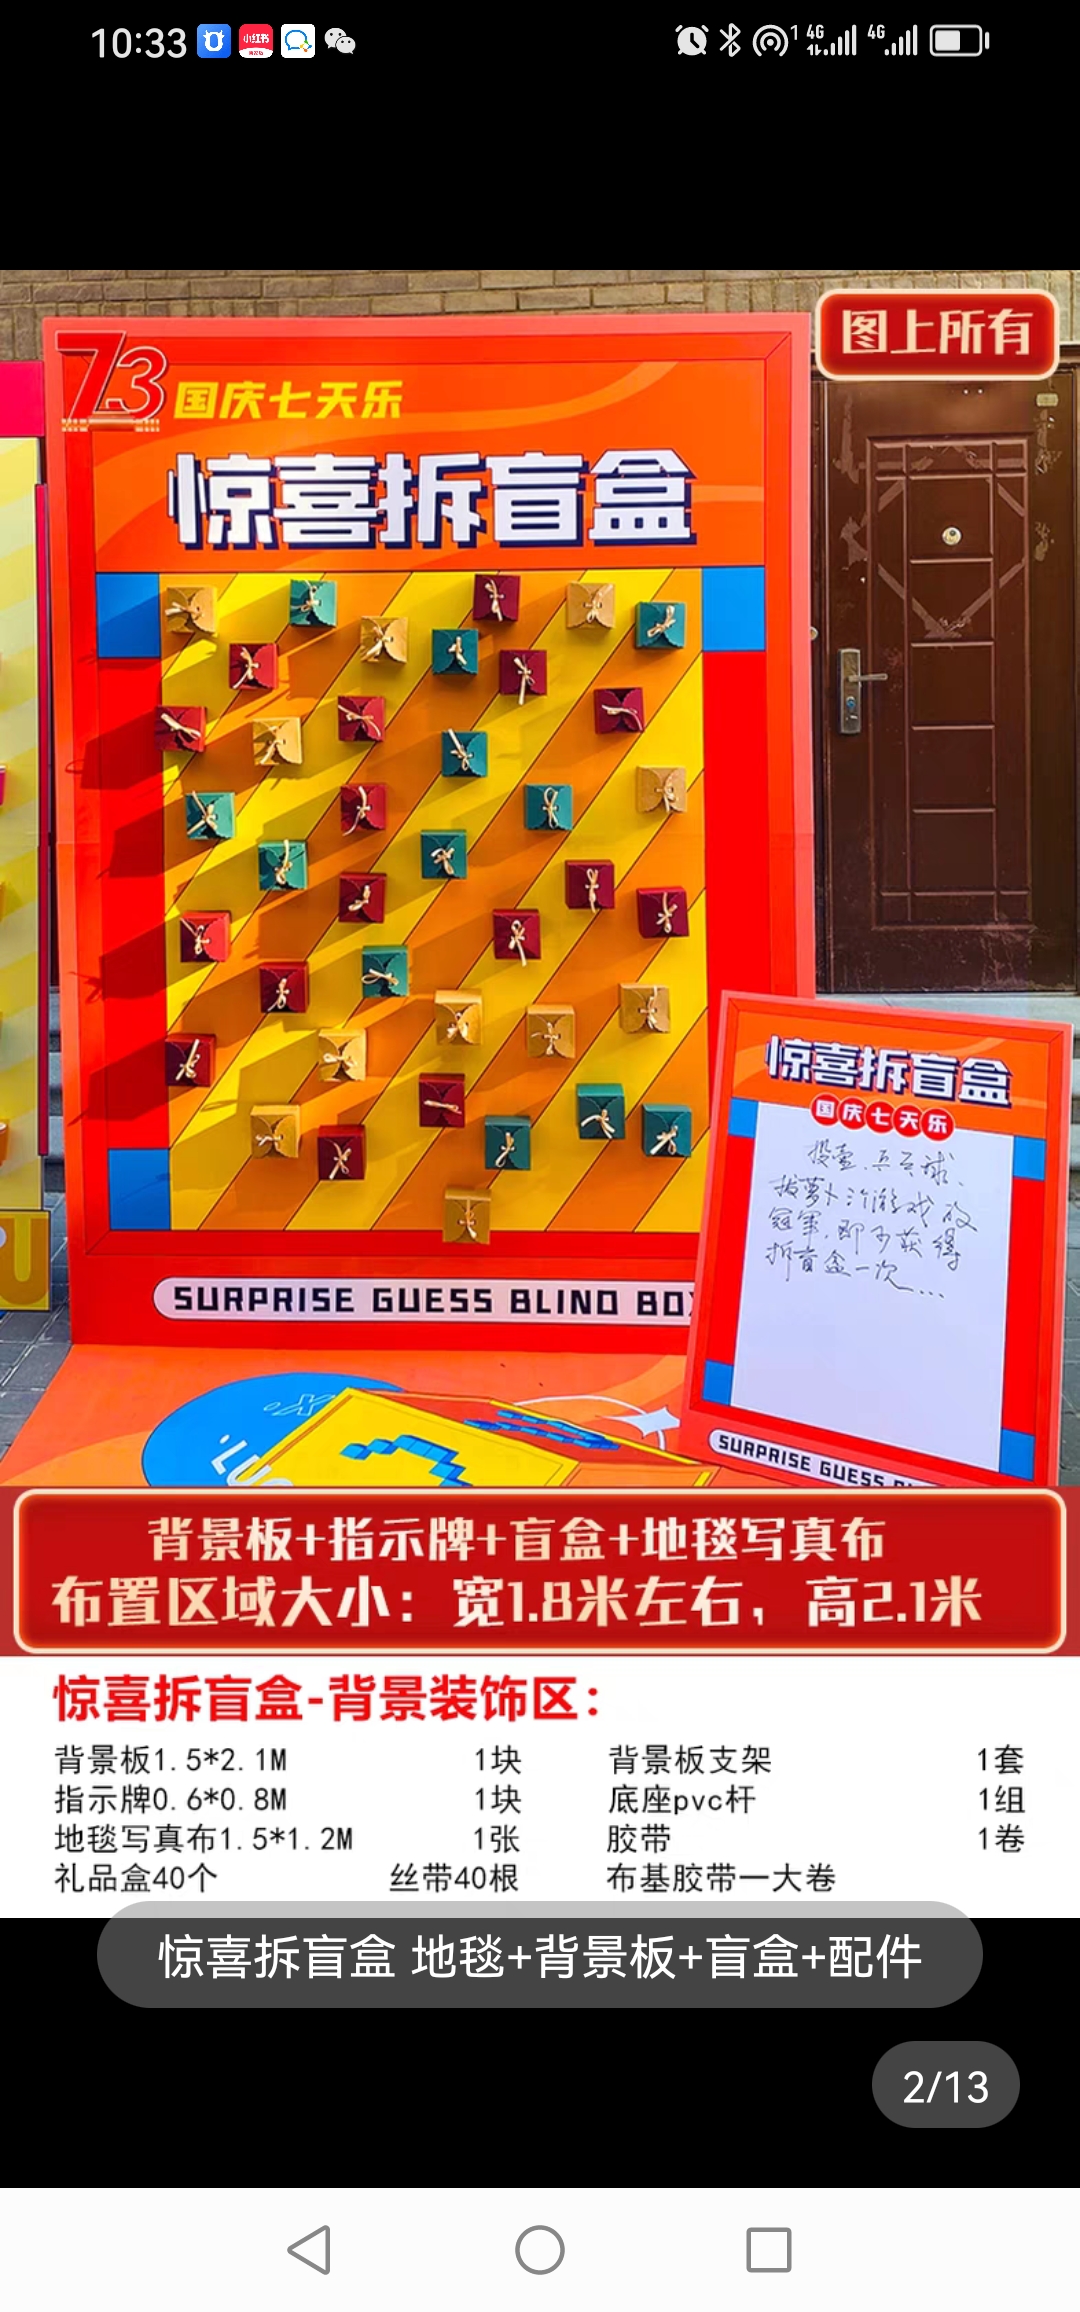 10:33
小红书
4G
4G
图上所有
73
国庆七天乐
惊喜拆盲盒
SURPRISE GUESS BLIND BO
惊喜拆盲盒
国庆七天乐
投壶、乒乓球、
拔萝卜等游戏的
冠军,即可获得
拆盲盒一次...
SURPRISE GUESS
背景板+指示牌+盲盒+地毯写真布
布置区域大小:宽1.8米左右,高2.1米
惊喜拆盲盒-背景装饰区:
背景板1.5*2.1M 1块 背景板支架 1套
指示牌0.6*0.8M 1块 底座pvc杆 1组
地毯写真布1.5*1.2M 1张 胶带 1卷
礼品盒40个 丝带40根 布基胶带一大卷
惊喜拆盲盒 地毯+背景板+盲盒+配件
2/13